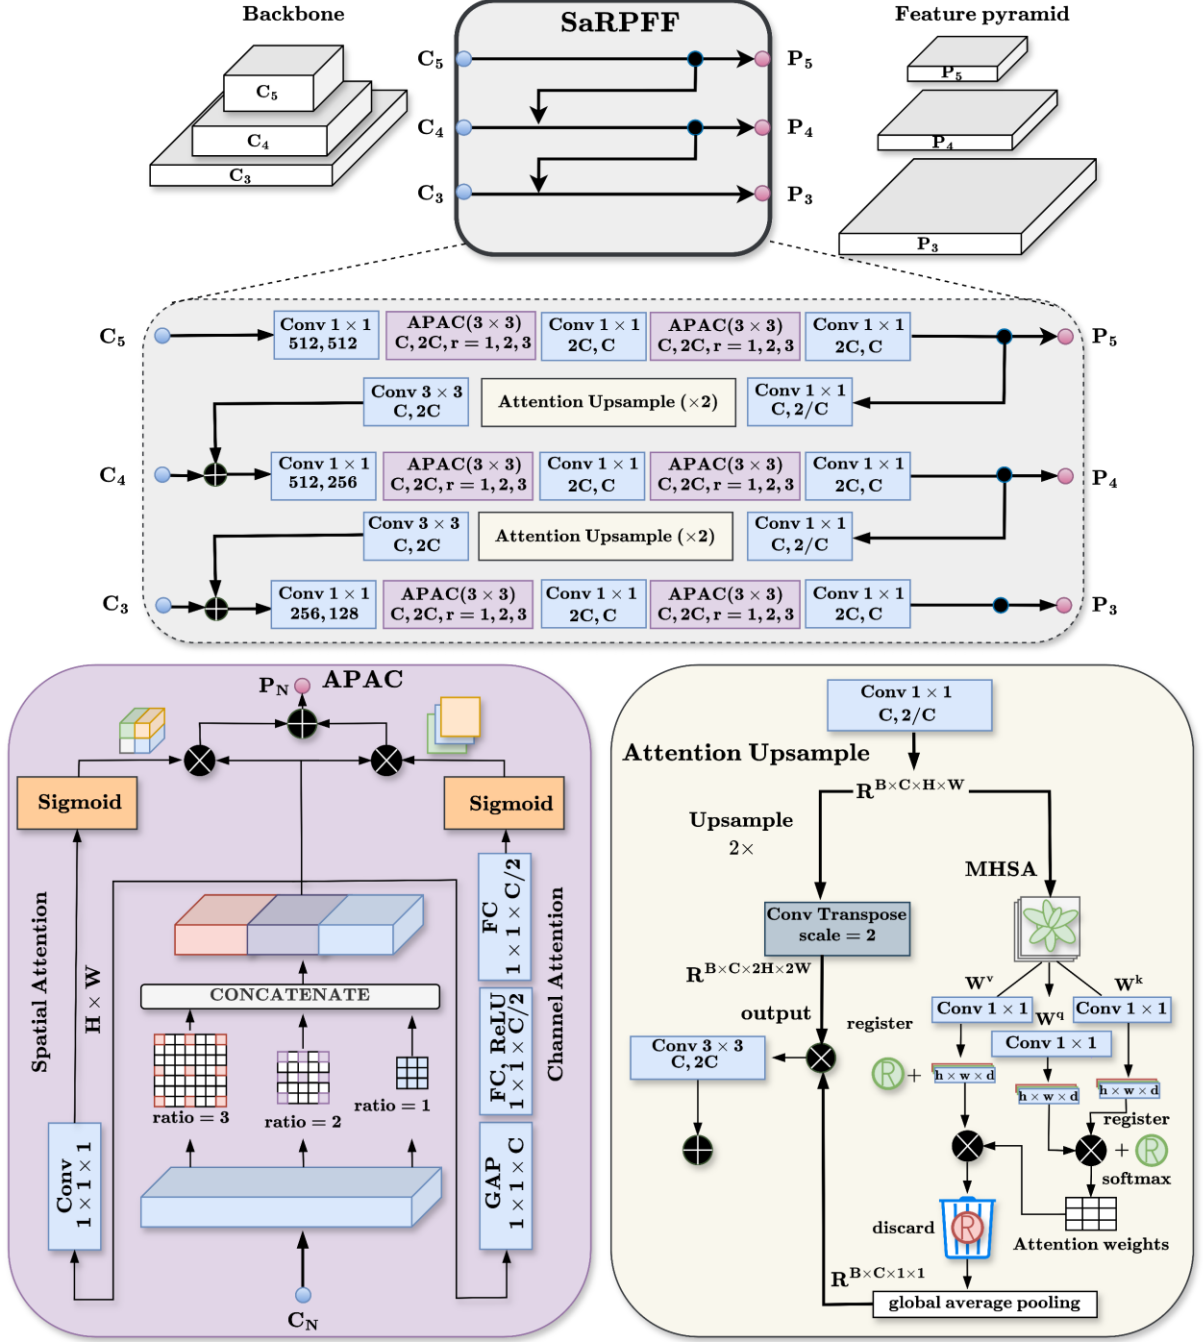 Backbone
SaRPFF
Feature pyramid
C5
C4
C3
C5
C4
C3
P5
P4
P3
P5
P4
P3
C5
Conv 1 × 1
512, 512
APAC(3 × 3)
C, 2C, r = 1, 2, 3
Conv 1 × 1
2C, C
APAC(3 × 3)
C, 2C, r = 1, 2, 3
Conv 1 × 1
2C, C
P5
Conv 3 × 3
C, 2C
Attention Upsample (×2)
Conv 1 × 1
C, 2/C
C4
Conv 1 × 1
512, 256
APAC(3 × 3)
C, 2C, r = 1, 2, 3
Conv 1 × 1
2C, C
APAC(3 × 3)
C, 2C, r = 1, 2, 3
Conv 1 × 1
2C, C
P4
Conv 3 × 3
C, 2C
Attention Upsample (×2)
Conv 1 × 1
C, 2/C
C3
Conv 1 × 1
256, 128
APAC(3 × 3)
C, 2C, r = 1, 2, 3
Conv 1 × 1
2C, C
APAC(3 × 3)
C, 2C, r = 1, 2, 3
Conv 1 × 1
2C, C
P3
PN
APAC
Sigmoid
Sigmoid
Spatial Attention
H × W
Conv
1 × 1 × 1
CONCATENATE
ratio = 3
ratio = 2
ratio = 1
FC
1 × 1 × C/2
FC, ReLU
1 × 1 × C/2
GAP
1 × 1 × C
Channel Attention
CN
Conv 1 × 1
C, 2/C
Attention Upsample
R^B×C×H×W
Upsample
2×
MHSA
Conv Transpose
scale = 2
R^B×C×2H×2W
W^v
W^q
W^k
Conv 1 × 1
Conv 1 × 1
Conv 1 × 1
output
register
R +
h × w × d
h × w × d
h × w × d
Conv 3 × 3
C, 2C
register
+ R
softmax
discard
R
Attention weights
R^B×C×1×1
global average pooling